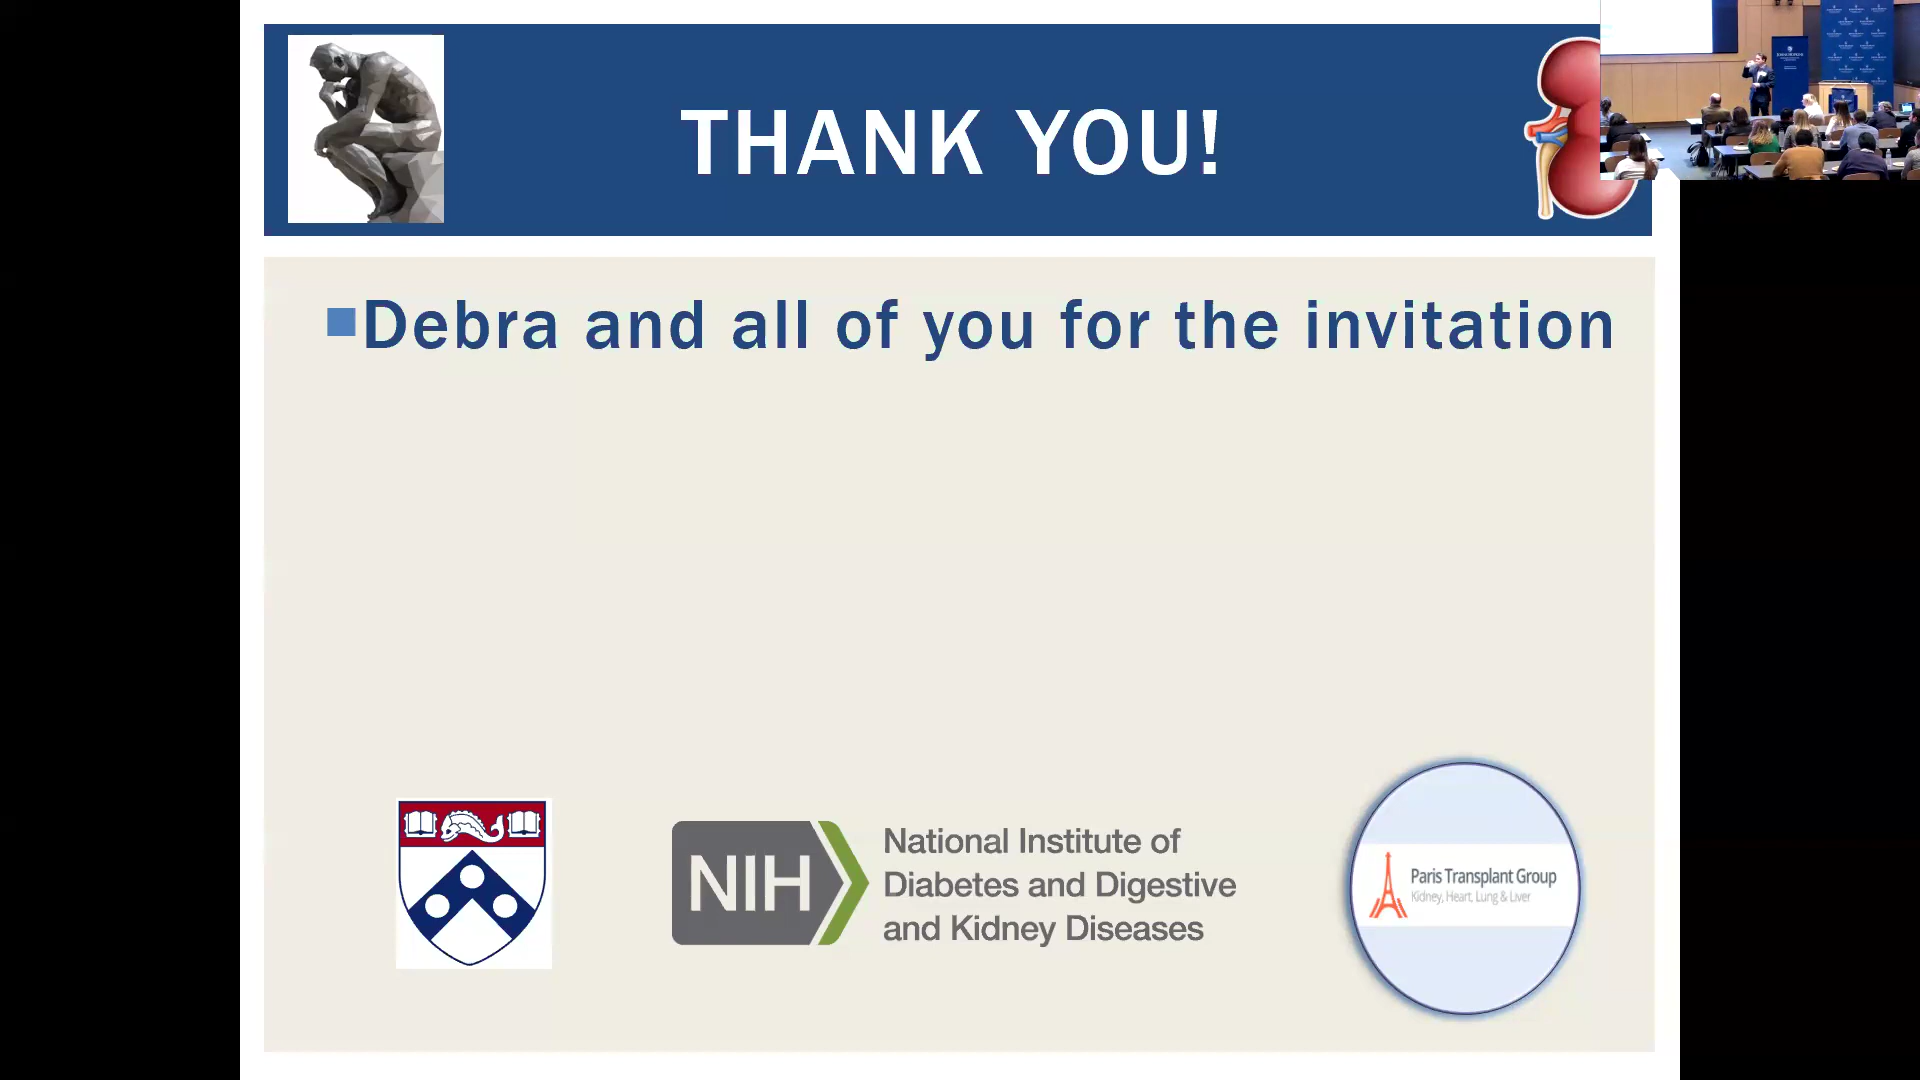 THANK YOU!
Debra and all of you for the invitation
NIH
National Institute of
Diabetes and Digestive
and Kidney Diseases
Paris Transplant Group
Kidney, Heart, Lung & Liver